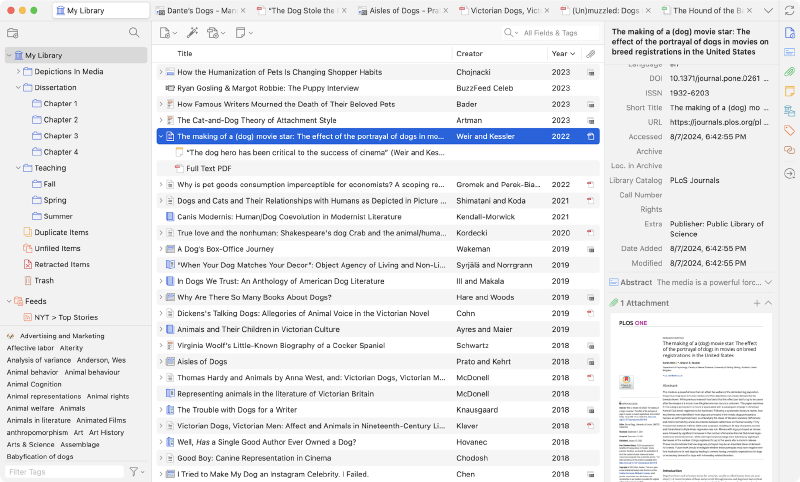 My Library
Dante's Dogs - Man
"The Dog Stole the
Aisles of Dogs - Prat
Victorian Dogs, Vict
(Un)muzzled: Dogs
The Hound of the Ba
All Fields & Tags
My Library
Depictions In Media
Dissertation
Chapter 1
Chapter 2
Chapter 3
Chapter 4
Teaching
Fall
Spring
Summer
Duplicate Items
Unfiled Items
Retracted Items
Trash
Feeds
NYT > Top Stories
Advertising and Marketing
Affective labor Alterity
Analysis of variance Anderson, Wes
Animal behavior Animal behaviour
Animal Cognition
Animal representations Animal rights
Animal welfare Animals
Animals in literature Animated Films
anthropomorphism Art Art History
Arts & Science Assemblage
Babyfication of dogs
Filter Tags
Title Creator Year
How the Humanization of Pets Is Changing Shopper Habits Chojnacki 2023
Ryan Gosling & Margot Robbie: The Puppy Interview BuzzFeed Celeb 2023
How Famous Writers Mourned the Death of Their Beloved Pets Bader 2023
The Cat-and-Dog Theory of Attachment Style Artman 2023
The making of a (dog) movie star: The effect of the portrayal of dogs in mo... Weir and Kessler 2022
"The dog hero has been critical to the success of cinema" (Weir and Kes...
Full Text PDF
Why is pet goods consumption imperceptible for economists? A scoping re... Gromek and Perek-Bia... 2022
Dogs and Cats and Their Relationships with Humans as Depicted in Picture ... Shimatani and Koda 2021
Canis Modernis: Human/Dog Coevolution in Modernist Literature Kendall-Morwick 2021
True love and the nonhuman: Shakespeare's dog Crab and the animal/huma... Kordecki 2020
A Dog's Box-Office Journey Wakeman 2019
"When Your Dog Matches Your Decor": Object Agency of Living and Non-Li... Syrjälä and Norrgrann 2019
In Dogs We Trust: An Anthology of American Dog Literature Ill and Makala 2019
Why Are There So Many Books About Dogs? Hare and Woods 2019
Dickens's Talking Dogs: Allegories of Animal Voice in the Victorian Novel Cohn 2019
Animals and Their Children in Victorian Culture Ayres and Maier 2019
Virginia Woolf's Little-Known Biography of a Cocker Spaniel Schwartz 2018
Aisles of Dogs Prato and Kehrt 2018
Thomas Hardy and Animals by Anna West, and: Victorian Dogs, Victorian M... McDonell 2018
Representing animals in the literature of Victorian Britain McDonell 2018
The Trouble with Dogs for a Writer Knausgaard 2018
Victorian Dogs, Victorian Men: Affect and Animals in Nineteenth-Century Lit... Klaver 2018
Well, Has a Single Good Author Ever Owned a Dog? Hovanec 2018
Good Boy: Canine Representation in Cinema Chodosh 2018
I Tried to Make My Dog an Instagram Celebrity. I Failed. Chen 2018
The making of a (dog) movie star: The
effect of the portrayal of dogs in movies on
breed registrations in the United States
Language en
DOI 10.1371/journal.pone.0261 ...
ISSN 1932-6203
Short Title The making of a (dog) mo ...
URL https://journals.plos.org/pl ...
Accessed 8/7/2024, 6:42:55 PM
Archive
Loc. in Archive
Library Catalog PLoS Journals
Call Number
Rights
Extra Publisher: Public Library of
Science
Date Added 8/7/2024, 6:42:55 PM
Modified 8/7/2024, 6:42:55 PM
Abstract The media is a powerful forc...
1 Attachment
PLOS ONE
The making of a (dog) movie star: The effect
of the portrayal of dogs in movies on breed
registrations in the United States
Abstract
Introduction